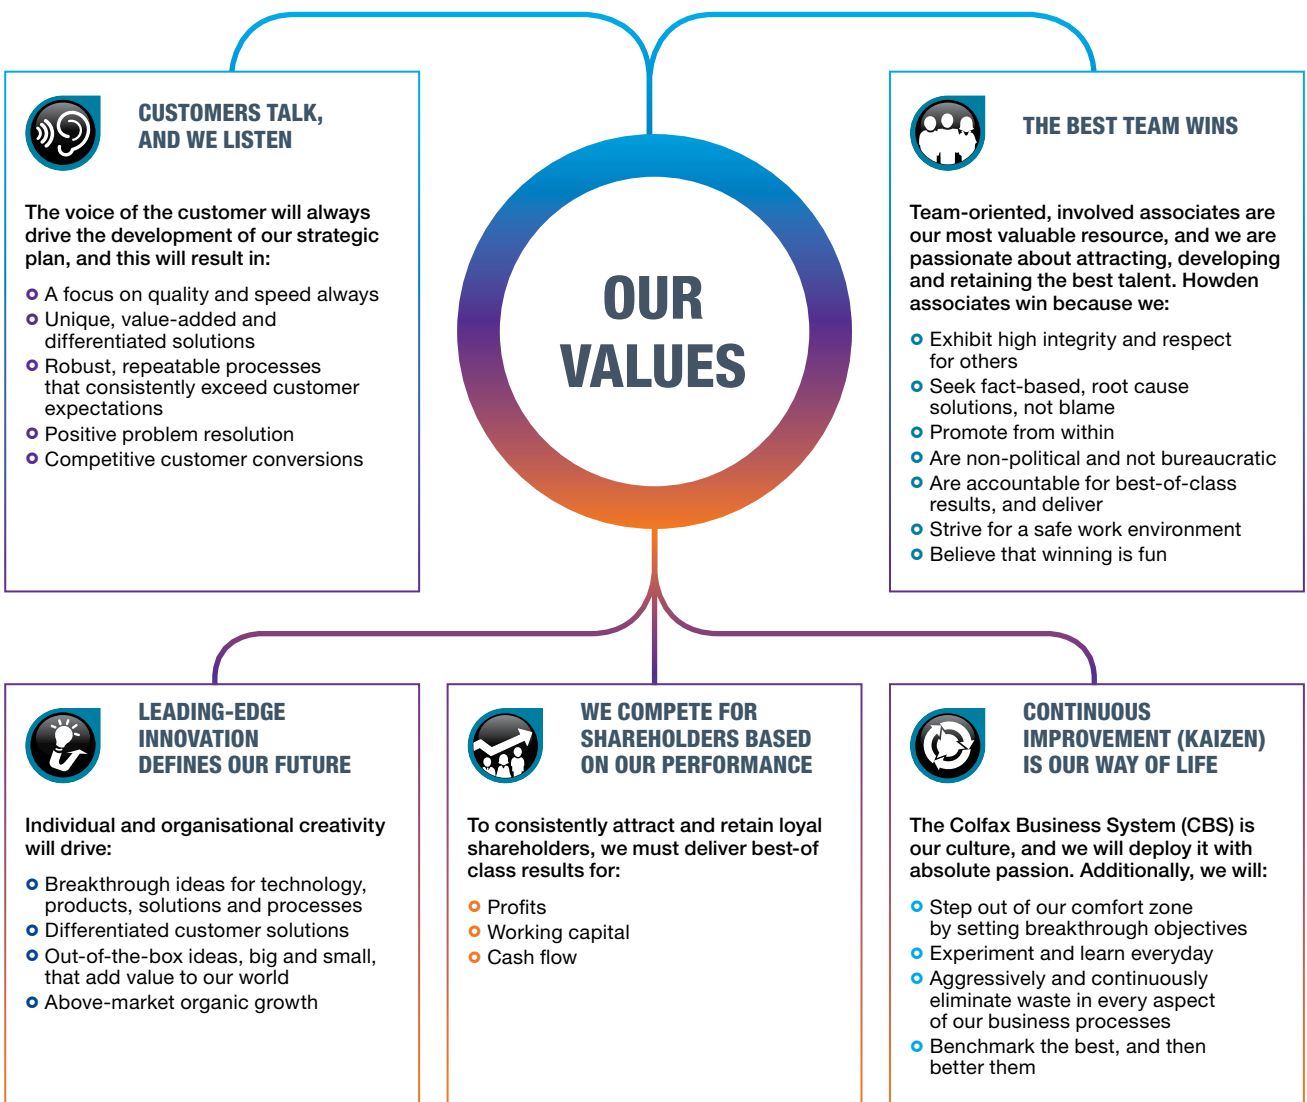 CUSTOMERS TALK,
AND WE LISTEN
The voice of the customer will always
drive the development of our strategic
plan, and this will result in:
A focus on quality and speed always
Unique, value-added and
differentiated solutions
Robust, repeatable processes
that consistently exceed customer
expectations
Positive problem resolution
Competitive customer conversions
OUR
VALUES
THE BEST TEAM WINS
Team-oriented, involved associates are
our most valuable resource, and we are
passionate about attracting, developing
and retaining the best talent. Howden
associates win because we:
Exhibit high integrity and respect
for others
Seek fact-based, root cause
solutions, not blame
Promote from within
Are non-political and not bureaucratic
Are accountable for best-of-class
results, and deliver
Strive for a safe work environment
Believe that winning is fun
LEADING-EDGE
INNOVATION
DEFINES OUR FUTURE
Individual and organisational creativity
will drive:
Breakthrough ideas for technology,
products, solutions and processes
Differentiated customer solutions
Out-of-the-box ideas, big and small,
that add value to our world
Above-market organic growth
WE COMPETE FOR
SHAREHOLDERS BASED
ON OUR PERFORMANCE
To consistently attract and retain loyal
shareholders, we must deliver best-of
class results for:
Profits
Working capital
Cash flow
CONTINUOUS
IMPROVEMENT (KAIZEN)
IS OUR WAY OF LIFE
The Colfax Business System (CBS) is
our culture, and we will deploy it with
absolute passion. Additionally, we will:
Step out of our comfort zone
by setting breakthrough objectives
Experiment and learn everyday
Aggressively and continuously
eliminate waste in every aspect
of our business processes
Benchmark the best, and then
better them